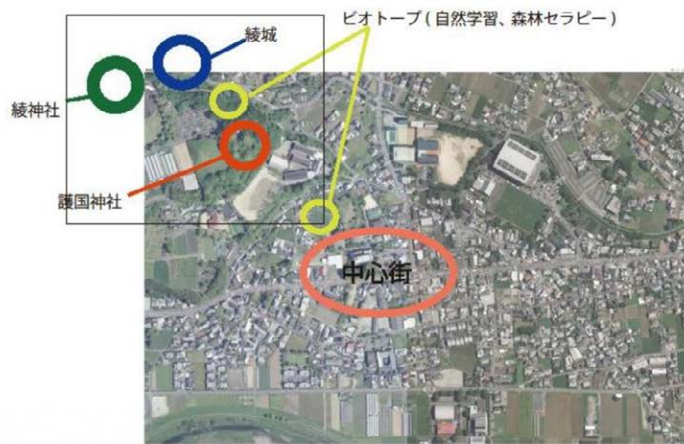 ビオトープ ( 自然学習、森林セラピー )
綾城
綾神社
護国神社
中心街